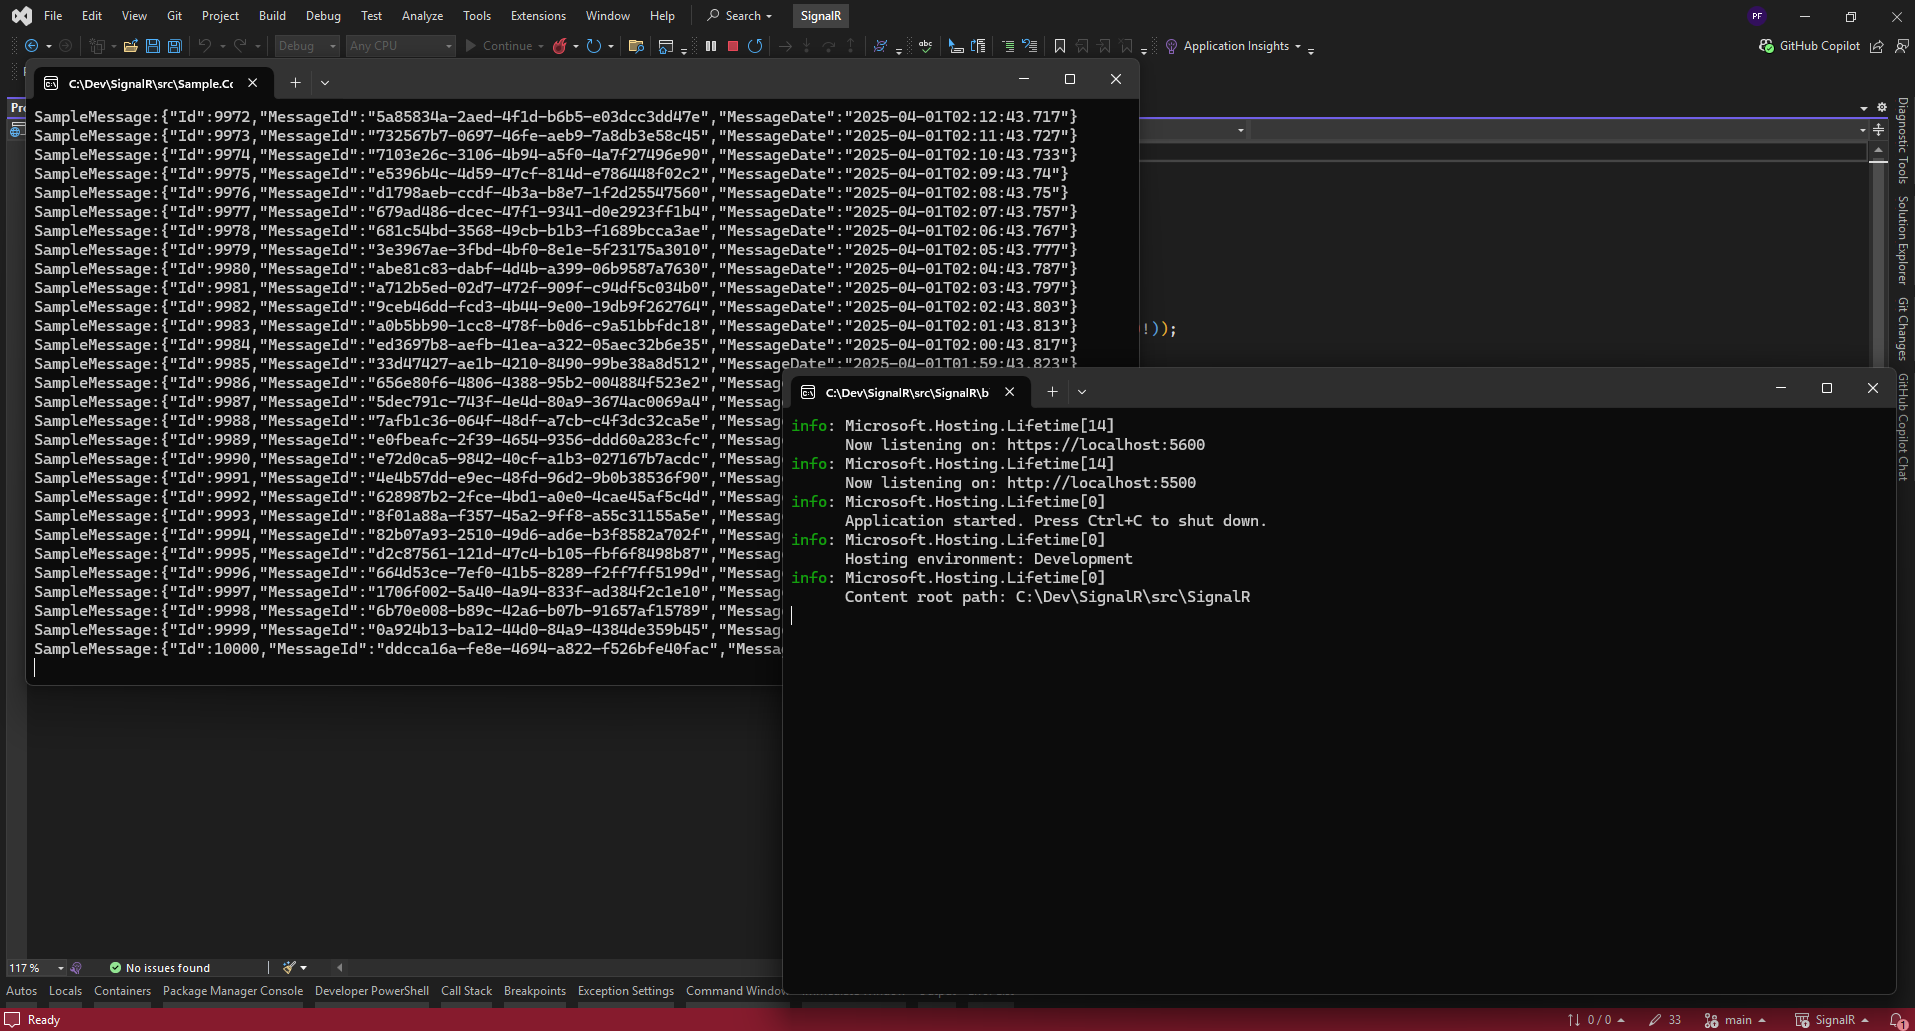 File Edit View Git Project Build Debug Test Analyze Tools Extensions Window Help Search SignalR PF
Debug Any CPU Continue Application Insights GitHub Copilot
C:\Dev\SignalR\src\Sample.Co
SampleMessage:{"Id":9972,"MessageId":"5a85834a-2aed-4f1d-b6b5-e03dcc3dd47e","MessageDate":"2025-04-01T02:12:43.717"}
SampleMessage:{"Id":9973,"MessageId":"732567b7-0697-46fe-aeb9-7a8db3e58c45","MessageDate":"2025-04-01T02:11:43.727"}
SampleMessage:{"Id":9974,"MessageId":"7103e26c-3106-4b94-a5f0-4a7f27496e90","MessageDate":"2025-04-01T02:10:43.733"}
SampleMessage:{"Id":9975,"MessageId":"e5396b4c-4d59-47cf-814d-e786448f02c2","MessageDate":"2025-04-01T02:09:43.74"}
SampleMessage:{"Id":9976,"MessageId":"d1798aeb-ccdf-4b3a-b8e7-1f2d25547560","MessageDate":"2025-04-01T02:08:43.75"}
SampleMessage:{"Id":9977,"MessageId":"679ad486-dcec-47f1-9341-d0e2923ff1b4","MessageDate":"2025-04-01T02:07:43.757"}
SampleMessage:{"Id":9978,"MessageId":"681c54bd-3568-49cb-b1b3-f1689bcca3ae","MessageDate":"2025-04-01T02:06:43.767"}
SampleMessage:{"Id":9979,"MessageId":"3e3967ae-3fbd-4bf0-8e1e-5f23175a3010","MessageDate":"2025-04-01T02:05:43.777"}
SampleMessage:{"Id":9980,"MessageId":"abe81c83-dabf-4d4b-a399-06b9587a7630","MessageDate":"2025-04-01T02:04:43.787"}
SampleMessage:{"Id":9981,"MessageId":"a712b5ed-02d7-472f-909f-c94df5c034b0","MessageDate":"2025-04-01T02:03:43.797"}
SampleMessage:{"Id":9982,"MessageId":"9ceb46dd-fcd3-4b44-9e00-19db9f262764","MessageDate":"2025-04-01T02:02:43.803"}
SampleMessage:{"Id":9983,"MessageId":"a0b5bb90-1cc8-478f-b0d6-c9a51bbfdc18","MessageDate":"2025-04-01T02:01:43.813"}
SampleMessage:{"Id":9984,"MessageId":"ed3697b8-aefb-41ea-a322-05aec32b6e35","MessageDate":"2025-04-01T02:00:43.817"}
SampleMessage:{"Id":9985,"MessageId":"33d47427-ae1b-4210-8490-99be38a8d512","MessageDate":"2025-04-01T01:59:43.823"}
SampleMessage:{"Id":9986,"MessageId":"656e80f6-4806-4388-95b2-004884f523e2","Messag
SampleMessage:{"Id":9987,"MessageId":"5dec791c-743f-4e4d-80a9-3674ac0069a4","Messag
SampleMessage:{"Id":9988,"MessageId":"7afb1c36-064f-48df-a7cb-c4f3dc32ca5e","Messag
SampleMessage:{"Id":9989,"MessageId":"e0fbeafc-2f39-4654-9356-ddd60a283cfc","Messag
SampleMessage:{"Id":9990,"MessageId":"e72d0ca5-9842-40cf-a1b3-027167b7acdc","Messag
SampleMessage:{"Id":9991,"MessageId":"4e4b57dd-e9ec-48fd-96d2-9b0b38536f90","Messag
SampleMessage:{"Id":9992,"MessageId":"628987b2-2fce-4bd1-a0e0-4cae45af5c4d","Messag
SampleMessage:{"Id":9993,"MessageId":"8f01a88a-f357-45a2-9ff8-a55c31155a5e","Messag
SampleMessage:{"Id":9994,"MessageId":"82b07a93-2510-49d6-ad6e-b3f8582a702f","Messag
SampleMessage:{"Id":9995,"MessageId":"d2c87561-121d-47c4-b105-fbf6f8498b87","Messag
SampleMessage:{"Id":9996,"MessageId":"664d53ce-7ef0-41b5-8289-f2ff7ff5199d","Messag
SampleMessage:{"Id":9997,"MessageId":"1706f002-5a40-4a94-833f-ad384f2c1e10","Messag
SampleMessage:{"Id":9998,"MessageId":"6b70e008-b89c-42a6-b07b-91657af15789","Messag
SampleMessage:{"Id":9999,"MessageId":"0a924b13-ba12-44d0-84a9-4384de359b45","Messag
SampleMessage:{"Id":10000,"MessageId":"ddcca16a-fe8e-4694-a822-f526bfe40fac","Messa
!));
C:\Dev\SignalR\src\SignalR\b
info: Microsoft.Hosting.Lifetime[14]
Now listening on: https://localhost:5600
info: Microsoft.Hosting.Lifetime[14]
Now listening on: http://localhost:5500
info: Microsoft.Hosting.Lifetime[0]
Application started. Press Ctrl+C to shut down.
info: Microsoft.Hosting.Lifetime[0]
Hosting environment: Development
info: Microsoft.Hosting.Lifetime[0]
Content root path: C:\Dev\SignalR\src\SignalR
Diagnostic Tools
Solution Explorer
Git Changes
GitHub Copilot Chat
117 % No issues found
Autos Locals Containers Package Manager Console Developer PowerShell Call Stack Breakpoints Exception Settings Command Window
Ready 0 / 0 33 main SignalR 1